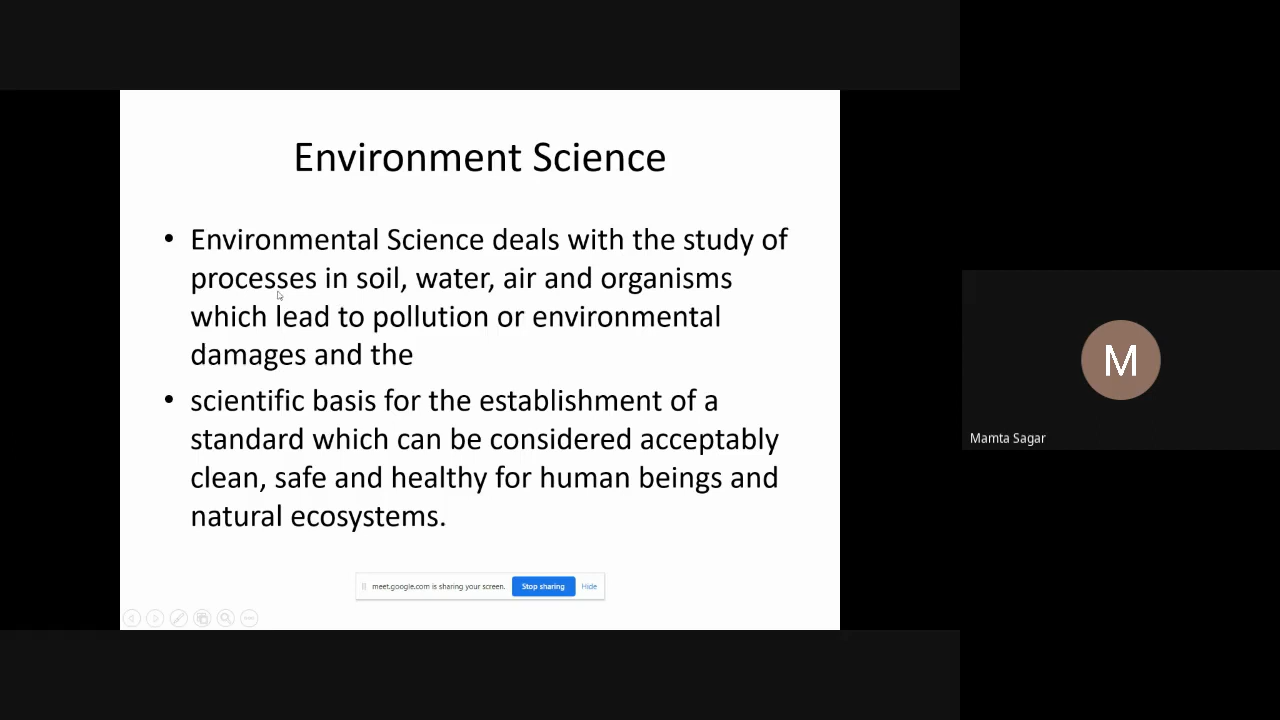 Environment Science
• Environmental Science deals with the study of
processes in soil, water, air and organisms
which lead to pollution or environmental
damages and the
• scientific basis for the establishment of a
standard which can be considered acceptably
clean, safe and healthy for human beings and
natural ecosystems.
meet.google.com is sharing your screen. Stop sharing Hide
M
Mamta Sagar